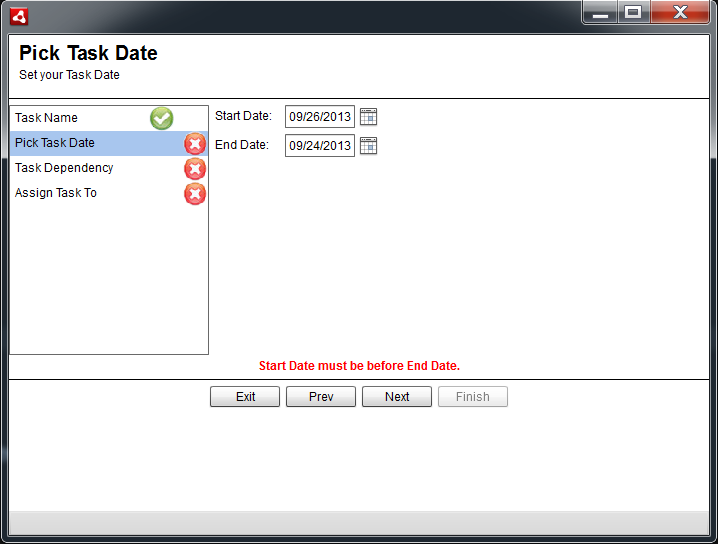 Pick Task Date
Set your Task Date
Task Name
Pick Task Date
Task Dependency
Assign Task To
Start Date: 09/26/2013
End Date: 09/24/2013
Start Date must be before End Date.
Exit Prev Next Finish